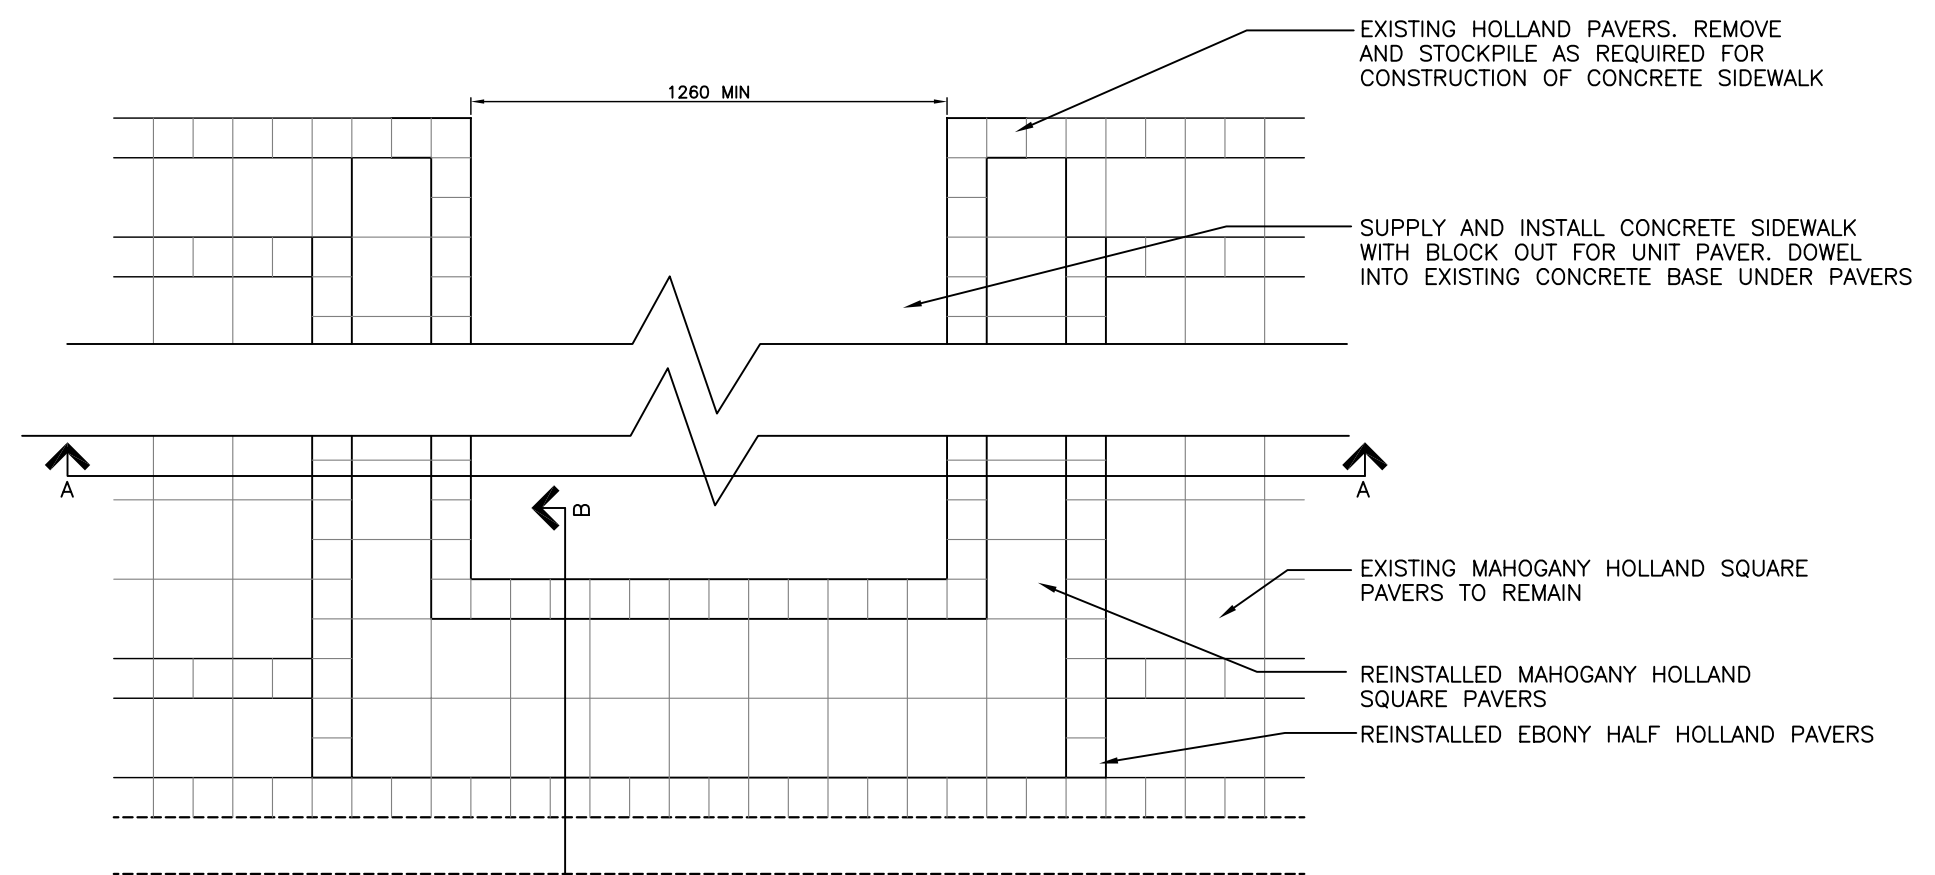 EXISTING HOLLAND PAVERS. REMOVE
AND STOCKPILE AS REQUIRED FOR
CONSTRUCTION OF CONCRETE SIDEWALK
1260 MIN
SUPPLY AND INSTALL CONCRETE SIDEWALK
WITH BLOCK OUT FOR UNIT PAVER. DOWEL
INTO EXISTING CONCRETE BASE UNDER PAVERS
A
A
B
EXISTING MAHOGANY HOLLAND SQUARE
PAVERS TO REMAIN
REINSTALLED MAHOGANY HOLLAND
SQUARE PAVERS
REINSTALLED EBONY HALF HOLLAND PAVERS